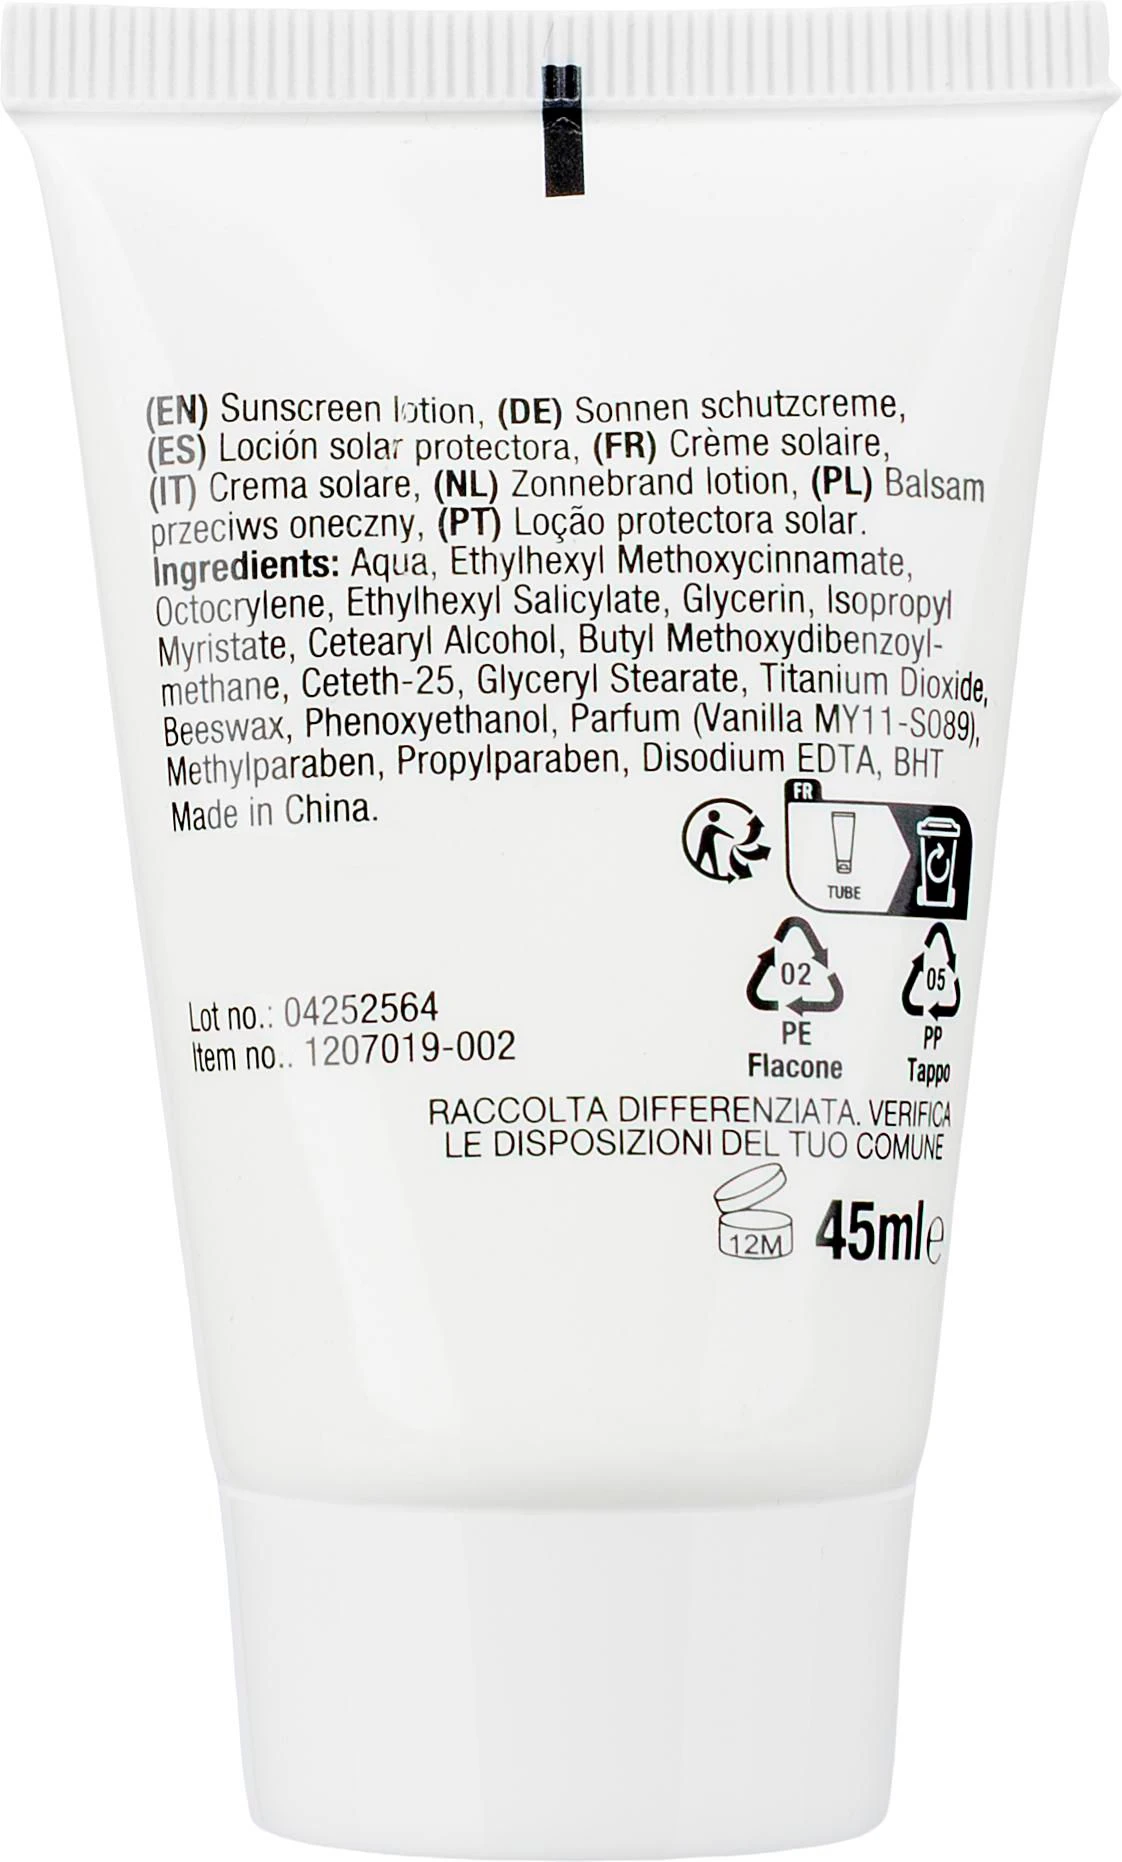 (EN) Sunscreen lotion, (DE) Sonnen schutzcreme,
(ES) Loción solar protectora, (FR) Crème solaire,
(IT) Crema solare, (NL) Zonnebrand lotion, (PL) Balsam
przeciws oneczny, (PT) Loção protectora solar.
Ingredients: Aqua, Ethylhexyl Methoxycinnamate,
Octocrylene, Ethylhexyl Salicylate, Glycerin, Isopropyl
Myristate, Cetearyl Alcohol, Butyl Methoxydibenzoyl-
methane, Ceteth-25, Glyceryl Stearate, Titanium Dioxide,
Beeswax, Phenoxyethanol, Parfum (Vanilla MY11-S089),
Methylparaben, Propylparaben, Disodium EDTA, BHT
Made in China.
FR
TUBE
02
05
PE
PP
Flacone
Tappo
Lot no.: 04252564
Item no.. 1207019-002
RACCOLTA DIFFERENZIATA. VERIFICA
LE DISPOSIZIONI DEL TUO COMUNE
12M
45ml e